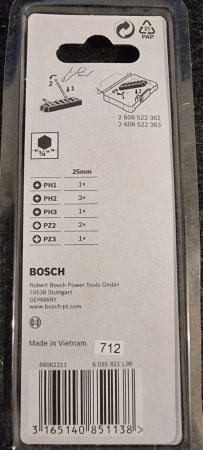 21
PAP
2
1
1
2
2 608 522 362
2 608 522 363
1/4"
25mm
PH1 1×
PH2 3×
PH3 1×
PZ2 2×
PZ3 1×
BOSCH
Robert Bosch Power Tools GmbH
70538 Stuttgart
GERMANY
www.bosch-pt.com
Made in Vietnam 712
66062211 6 035 821 L36
3 165140 851138 >